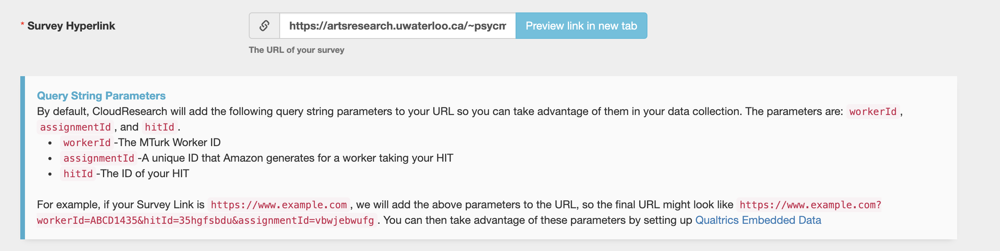 * Survey Hyperlink
https://artsresearch.uwaterloo.ca/~psycm
Preview link in new tab
The URL of your survey
Query String Parameters
By default, CloudResearch will add the following query string parameters to your URL so you can take advantage of them in your data collection. The parameters are: workerId ,
assignmentId , and hitId .
• workerId -The MTurk Worker ID
• assignmentId -A unique ID that Amazon generates for a worker taking your HIT
• hitId -The ID of your HIT
For example, if your Survey Link is https://www.example.com , we will add the above parameters to the URL, so the final URL might look like https://www.example.com?
workerId=ABCD1435&hitId=35hgfsbdu&assignmentId=vbwjebwufg . You can then take advantage of these parameters by setting up Qualtrics Embedded Data